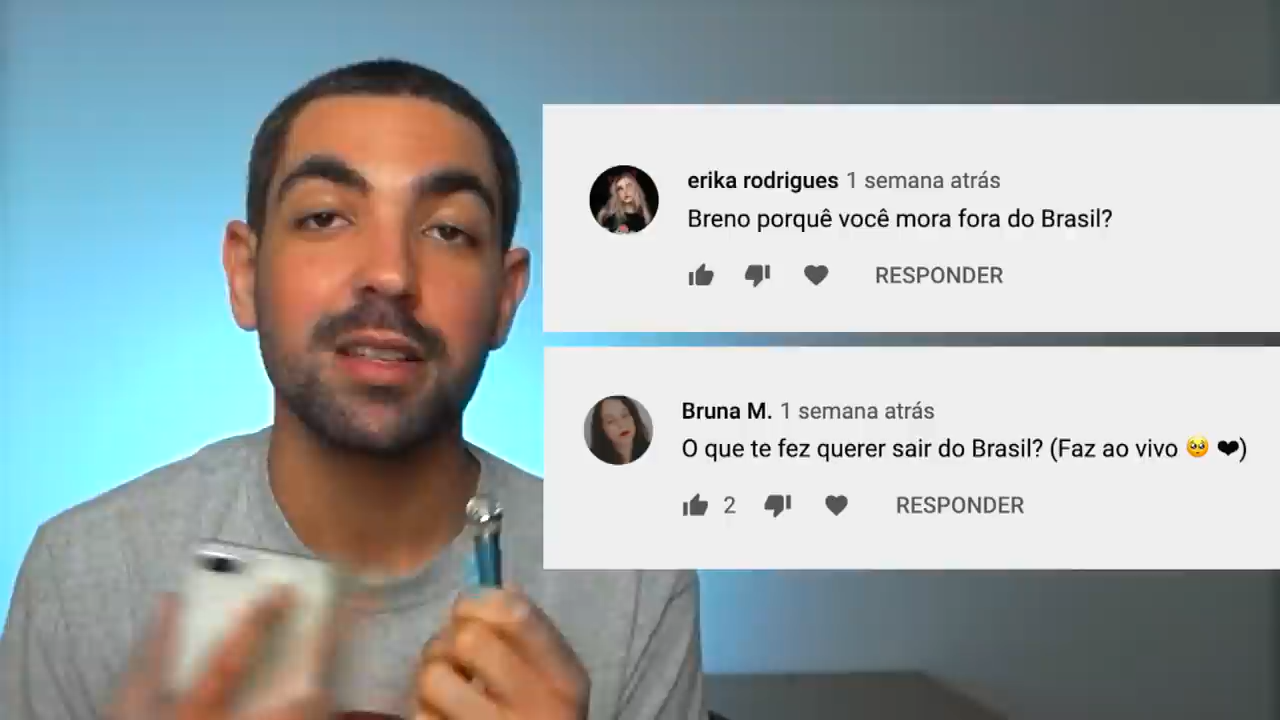 erika rodrigues 1 semana atrás
Breno porquê você mora fora do Brasil?
RESPONDER
Bruna M. 1 semana atrás
O que te fez querer sair do Brasil? (Faz ao vivo 🥺 ❤)
2 RESPONDER